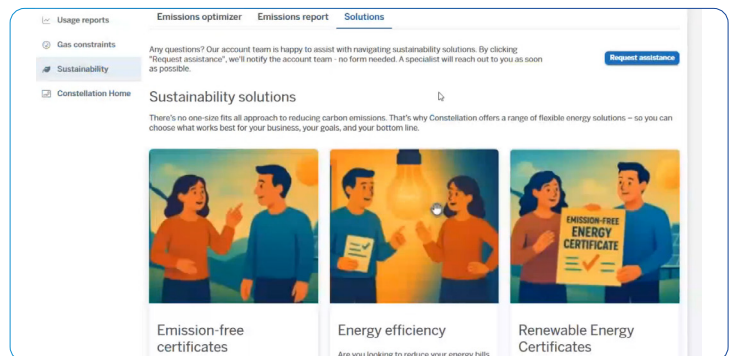 Usage reports
Gas constraints
Sustainability
Constellation Home
Emissions optimizer Emissions report Solutions
Any questions? Our account team is happy to assist with navigating sustainability solutions. By clicking
"Request assistance", we'll notify the account team - no form needed. A specialist will reach out to you as soon
as possible.
Request assistance
Sustainability solutions
There's no one-size fits all approach to reducing carbon emissions. That's why Constellation offers a range of flexible energy solutions – so you can
choose what works best for your business, your goals, and your bottom line.
EMISSION-FREE
ENERGY
CERTIFICATE
Emission-free
certificates
Energy efficiency
Are you looking to reduce your energy bills
Renewable Energy
Certificates